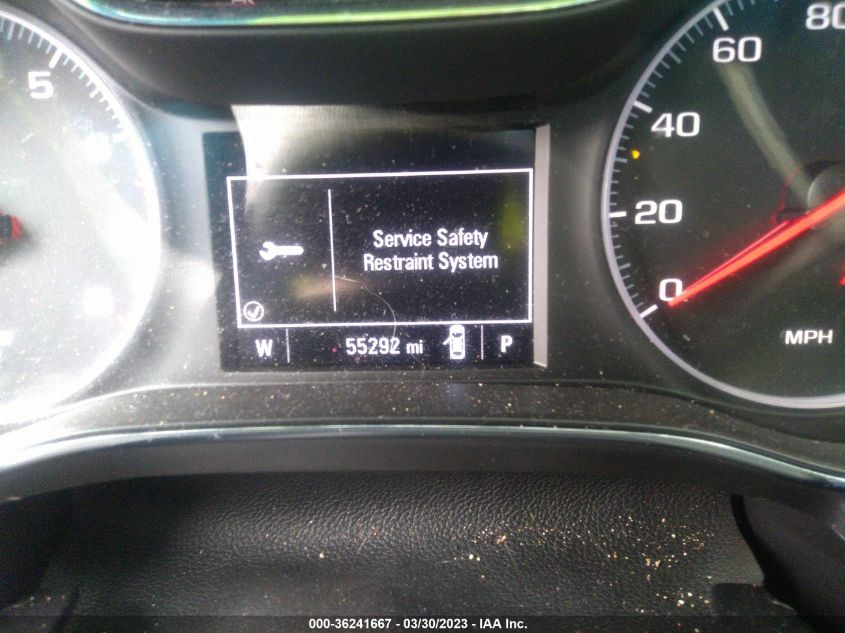 5
80
60
40
20
0
MPH
Service Safety
Restraint System
W 55292 mi P
000-36241667 - 03/30/2023 - IAA Inc.